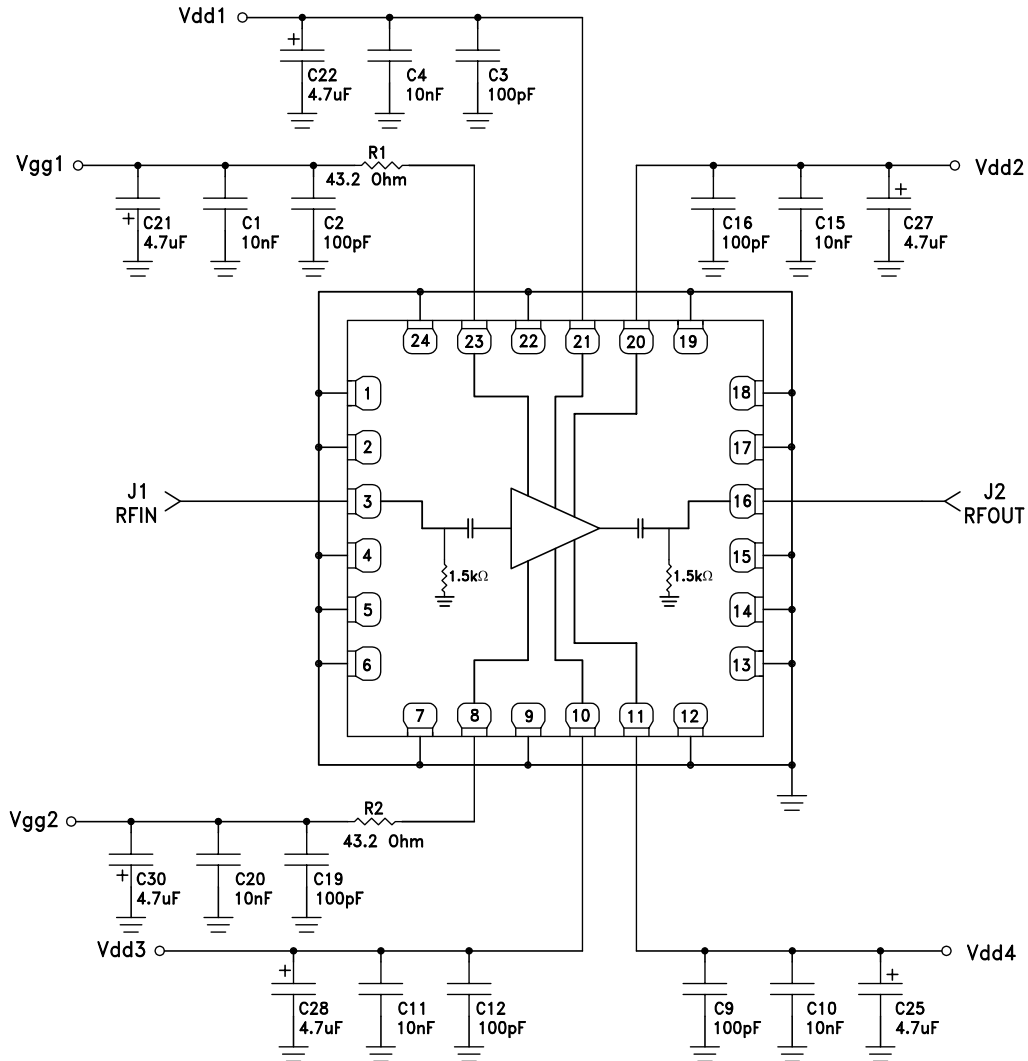 Vdd1
+
C22
4.7uF
C4
10nF
C3
100pF
Vgg1
R1
43.2 Ohm
+
C21
4.7uF
C1
10nF
C2
100pF
Vdd2
C16
100pF
C15
10nF
+
C27
4.7uF
24
23
22
21
20
19
1
2
3
4
5
6
18
17
16
15
14
13
J1
RFIN
J2
RFOUT
1.5kΩ
1.5kΩ
7
8
9
10
11
12
Vgg2
R2
43.2 Ohm
+
C30
4.7uF
C20
10nF
C19
100pF
Vdd3
+
C28
4.7uF
C11
10nF
C12
100pF
Vdd4
C9
100pF
C10
10nF
+
C25
4.7uF